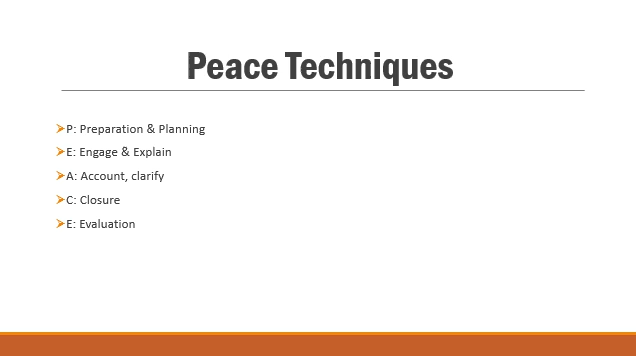 Peace Techniques
➢P: Preparation & Planning
➢E: Engage & Explain
➢A: Account, clarify
➢C: Closure
➢E: Evaluation